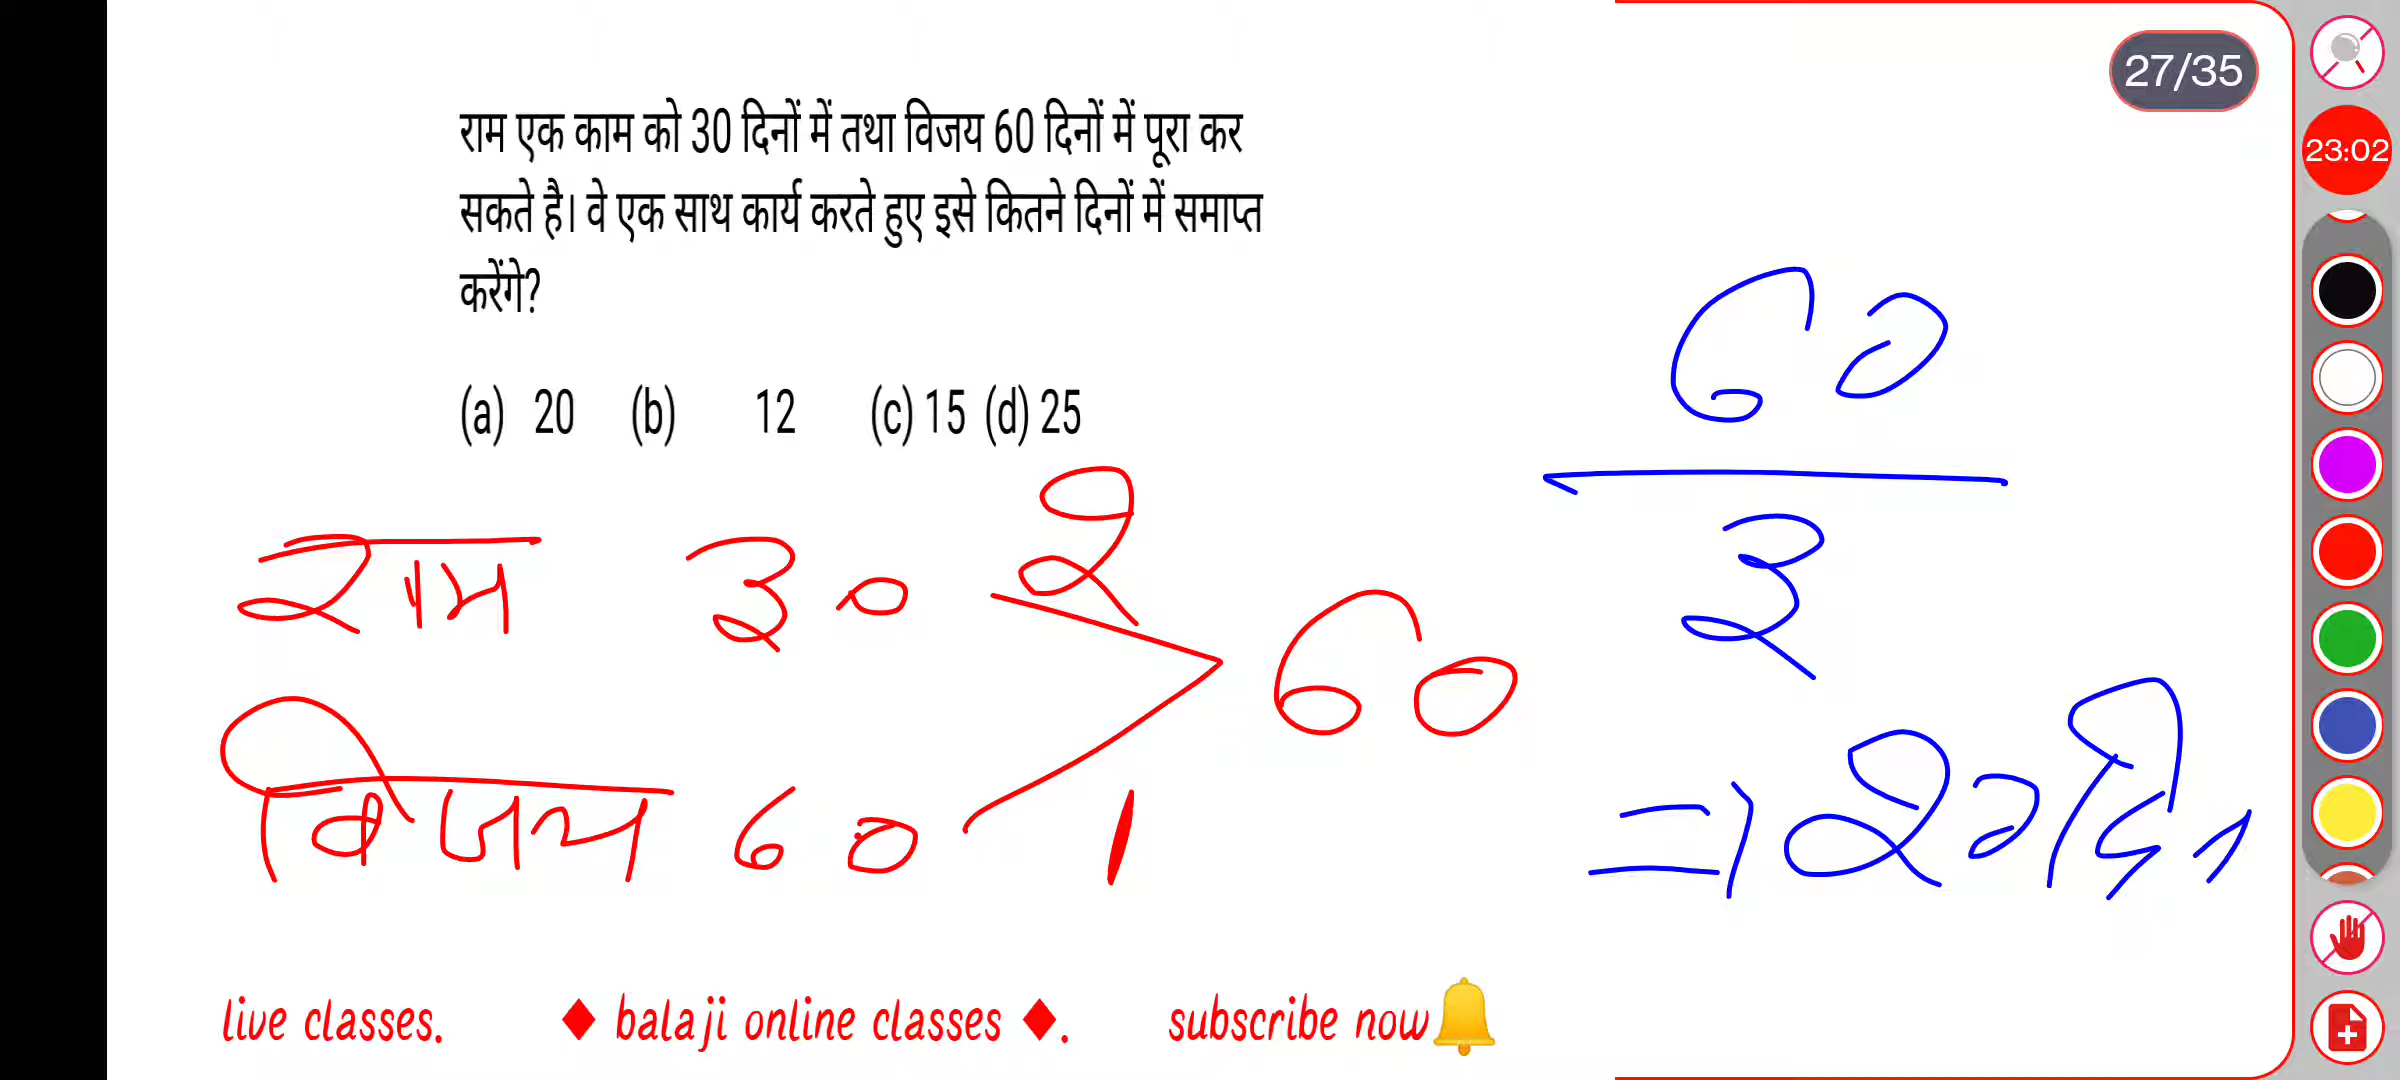 27/35
23:02
राम एक काम को 30 दिनों में तथा विजय 60 दिनों में पूरा कर
सकते है। वे एक साथ कार्य करते हुए इसे कितने दिनों में समाप्त
करेंगे?
(a) 20 (b) 12 (c) 15 (d) 25
राम 30 2
60
विजय 60 1
60
3
=) 20 दिन
live classes. ♦ balaji online classes ♦. subscribe now🔔